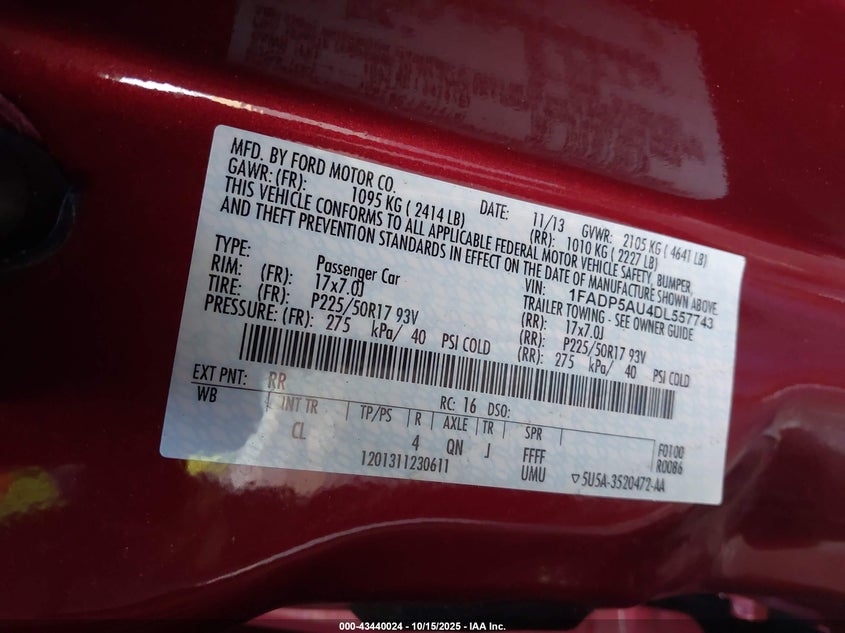 MFD. BY FORD MOTOR CO.
DATE: 11/13 GVWR: 2105 KG ( 4641 LB)
GAWR: (FR): 1095 KG ( 2414 LB) (RR): 1010 KG ( 2227 LB)
THIS VEHICLE CONFORMS TO ALL APPLICABLE FEDERAL MOTOR VEHICLE SAFETY, BUMPER,
AND THEFT PREVENTION STANDARDS IN EFFECT ON THE DATE OF MANUFACTURE SHOWN ABOVE.
VIN: 1FADP5AU4DL557743
TYPE: Passenger Car TRAILER TOWING - SEE OWNER GUIDE
RIM: (FR): 17x7.0J (RR): 17x7.0J
TIRE: (FR): P225/50R17 93V (RR): P225/50R17 93V
PRESSURE: (FR): 275 kPa/ 40 PSI COLD (RR): 275 kPa/ 40 PSI COLD
EXT PNT: RR RC: 16 DSO:
WB INT TR TP/PS R AXLE TR SPR F0100
CL 4 QN J FFFF R0086
1201311230611 UMU ▽5U5A-3520472-AA
000-43440024 - 10/15/2025 - IAA Inc.